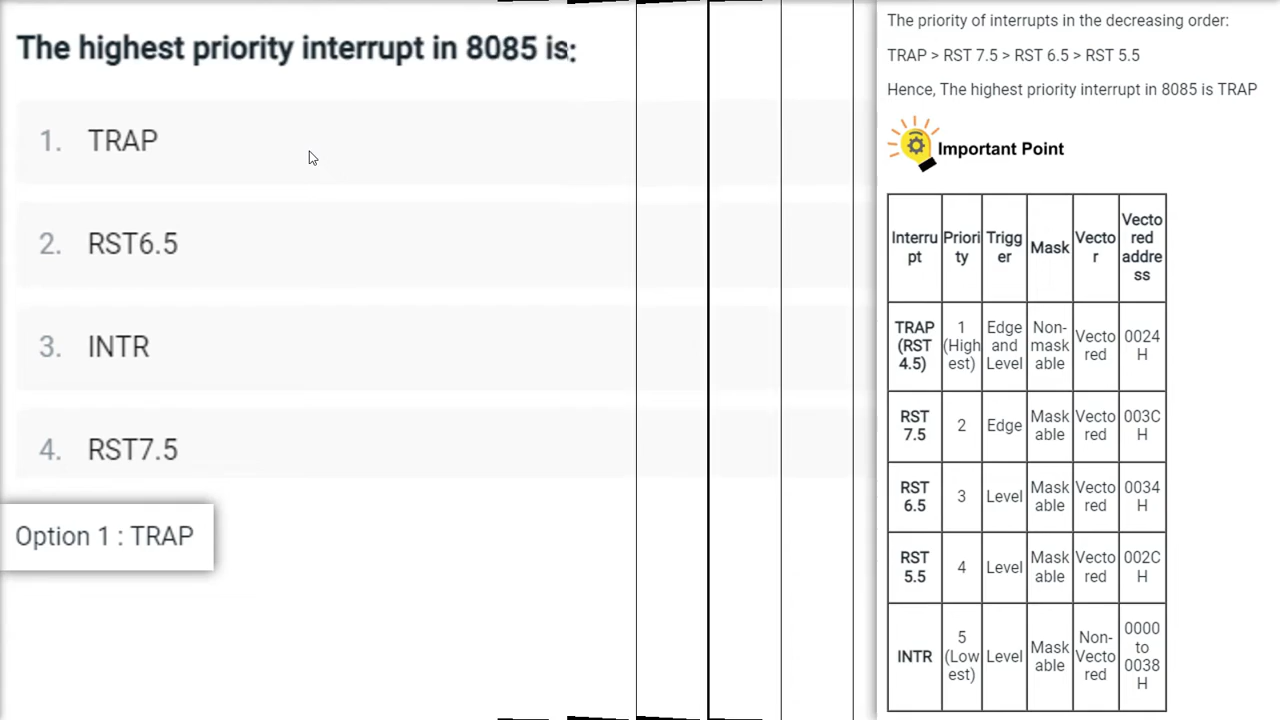 The highest priority interrupt in 8085 is:
1. TRAP
2. RST6.5
3. INTR
4. RST7.5
Option 1 : TRAP
The priority of interrupts in the decreasing order:
TRAP > RST 7.5 > RST 6.5 > RST 5.5
Hence, The highest priority interrupt in 8085 is TRAP
Important Point
Interru
pt
Priori
ty
Trigg
er
Mask
Vecto
r
Vecto
red
addre
ss
TRAP
(RST
4.5)
1
(High
est)
Edge
and
Level
Non-
mask
able
Vecto
red
0024
H
RST
7.5
2
Edge
Mask
able
Vecto
red
003C
H
RST
6.5
3
Level
Mask
able
Vecto
red
0034
H
RST
5.5
4
Level
Mask
able
Vecto
red
002C
H
INTR
5
(Low
est)
Level
Mask
able
Non-
Vecto
red
0000
to
0038
H